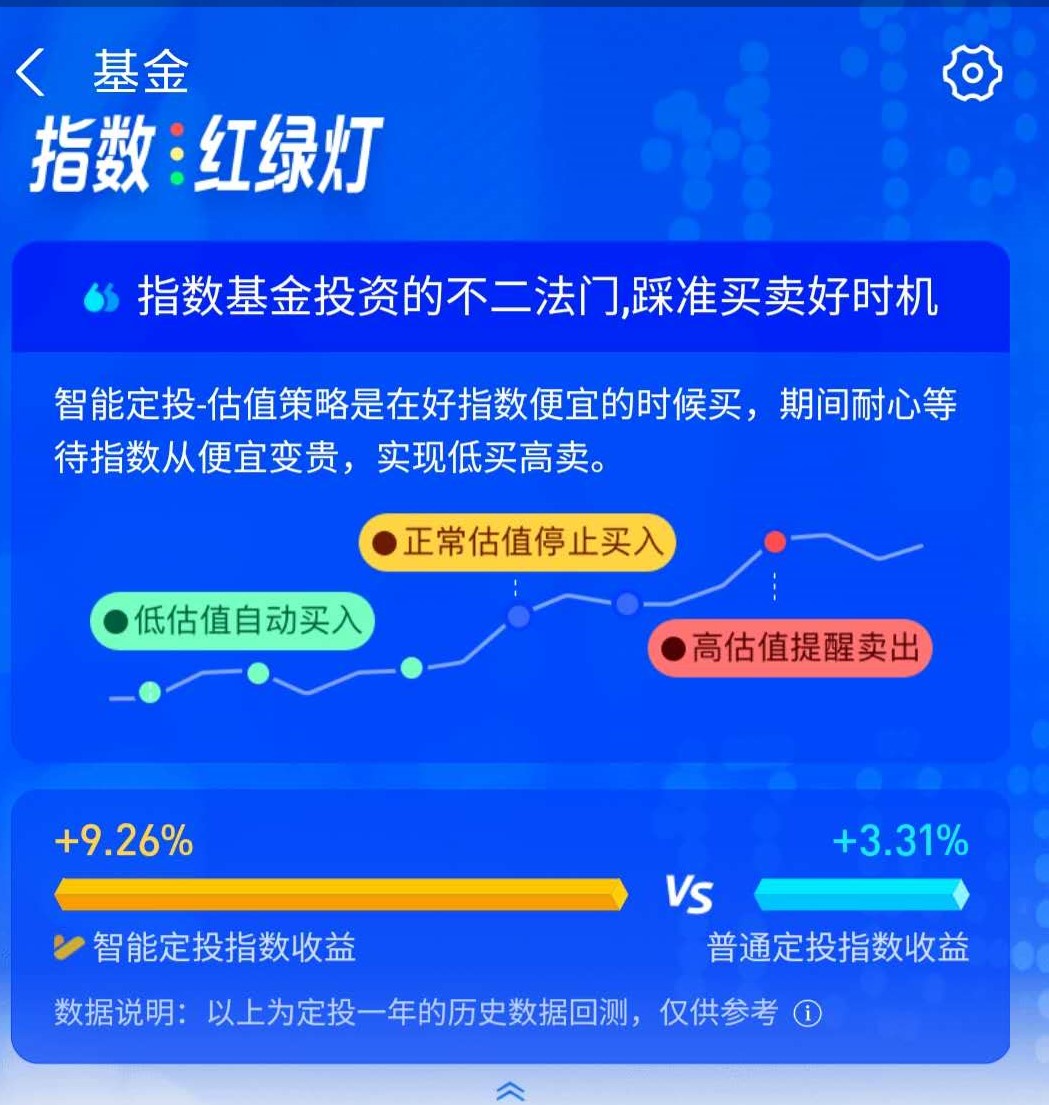 基金
指数红绿灯
指数基金投资的不二法门,踩准买卖好时机
智能定投-估值策略是在好指数便宜的时候买，期间耐心等
待指数从便宜变贵，实现低买高卖。
正常估值停止买入
低估值自动买入
高估值提醒卖出
+9.26%
+3.31%
VS
智能定投指数收益
普通定投指数收益
数据说明：以上为定投一年的历史数据回测，仅供参考